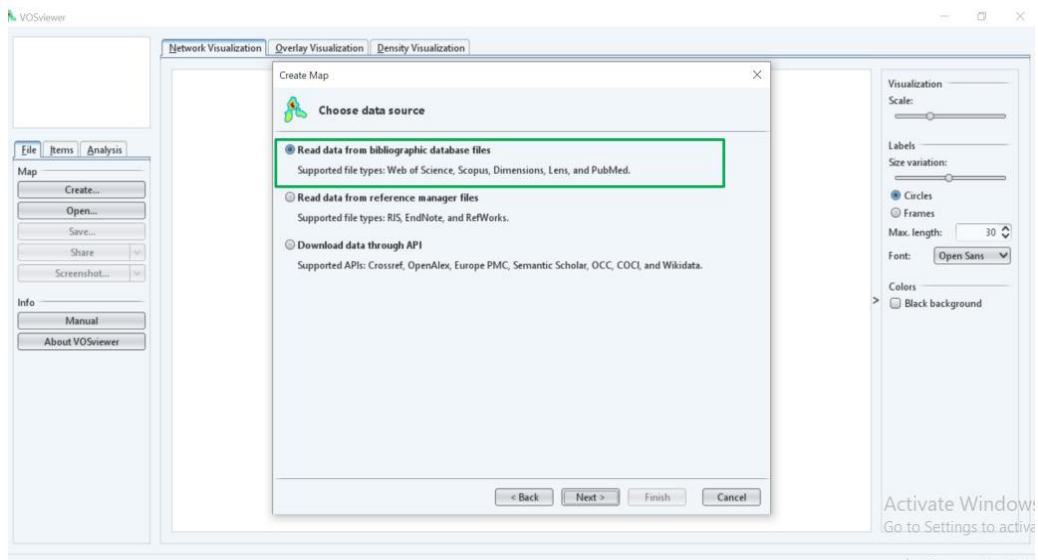 VOSviewer
Network Visualization Overlay Visualization Density Visualization
File Items Analysis
Map
Create...
Open...
Save...
Share
Screenshot...
Info
Manual
About VOSviewer
Create Map
Choose data source
Read data from bibliographic database files
Supported file types: Web of Science, Scopus, Dimensions, Lens, and PubMed.
Read data from reference manager files
Supported file types: RIS, EndNote, and RefWorks.
Download data through API
Supported APIs: Crossref, OpenAlex, Europe PMC, Semantic Scholar, OCC, COCI, and Wikidata.
< Back Next > Finish Cancel
Visualization
Scale:
Labels
Size variation:
Circles
Frames
Max. length: 30
Font: Open Sans
Colors
> Black background
Activate Windows
Go to Settings to activa